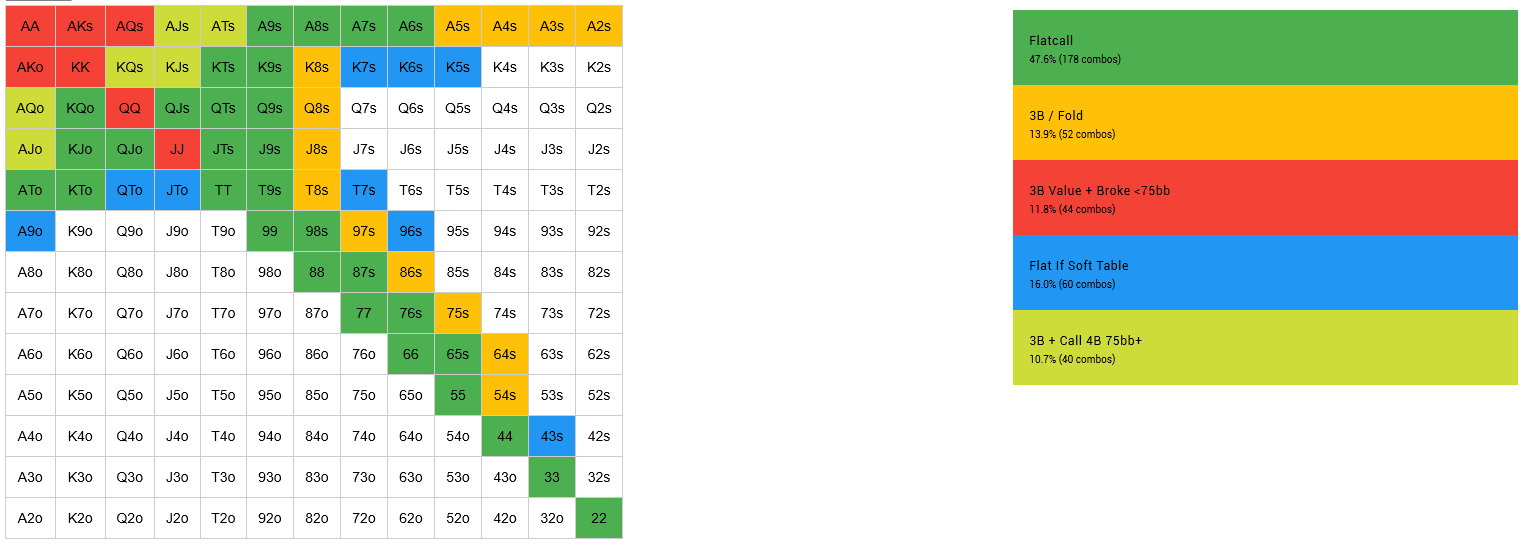 AA AKs AQs AJs ATs A9s A8s A7s A6s A5s A4s A3s A2s
AKo KK KQs KJs KTs K9s K8s K7s K6s K5s K4s K3s K2s
AQo KQo QQ QJs QTs Q9s Q8s Q7s Q6s Q5s Q4s Q3s Q2s
AJo KJo QJo JJ JTs J9s J8s J7s J6s J5s J4s J3s J2s
ATo KTo QTo JTo TT T9s T8s T7s T6s T5s T4s T3s T2s
A9o K9o Q9o J9o T9o 99 98s 97s 96s 95s 94s 93s 92s
A8o K8o Q8o J8o T8o 98o 88 87s 86s 85s 84s 83s 82s
A7o K7o Q7o J7o T7o 97o 87o 77 76s 75s 74s 73s 72s
A6o K6o Q6o J6o T6o 96o 86o 76o 66 65s 64s 63s 62s
A5o K5o Q5o J5o T5o 95o 85o 75o 65o 55 54s 53s 52s
A4o K4o Q4o J4o T4o 94o 84o 74o 64o 54o 44 43s 42s
A3o K3o Q3o J3o T3o 93o 83o 73o 63o 53o 43o 33 32s
A2o K2o Q2o J2o T2o 92o 82o 72o 62o 52o 42o 32o 22
Flatcall
47.6% (178 combos)
3B / Fold
13.9% (52 combos)
3B Value + Broke <75bb
11.8% (44 combos)
Flat If Soft Table
16.0% (60 combos)
3B + Call 4B 75bb+
10.7% (40 combos)